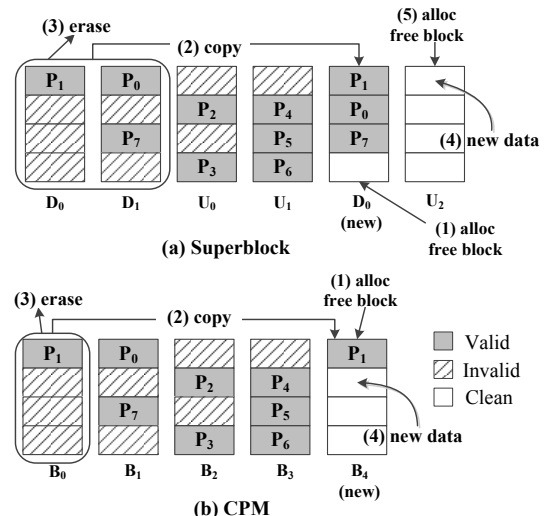 (3) erase
(2) copy
(5) alloc
free block
P0 P1 P1
P2 P4 P0
P7 P5 P7
(4) new data
P3 P6
D0 D1 U0 U1 D0 U2
(new)
(1) alloc
free block
(a) Superblock
(3) erase
(2) copy
(1) alloc
free block
P1 P0 P1
P2 P4
P7 P5
P3 P6
(4) new data
B0 B1 B2 B3 B4
(new)
(b) CPM
Valid
Invalid
Clean